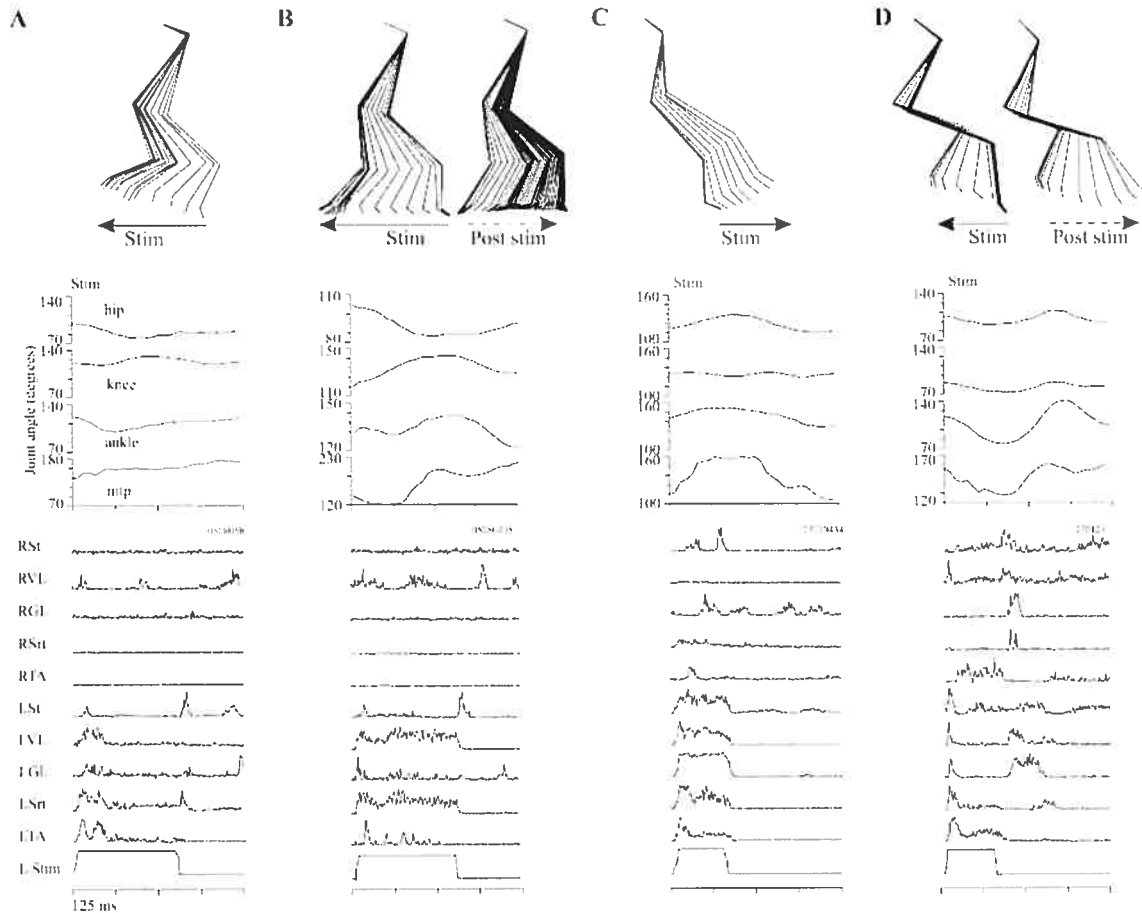 A B C D
Stim Stim Post stim Stim Stim Post stim
Stim Stim
140 110 160 140
hip
70 80 100 70
140 150 160
knee
70 110 100 70
140 150 160 140
ankle
70 120 100 70
180 230 160 170
mtp
70 120 100 120
Joint angle (degrees)
RSt
RVL
RGL
RSrt
RTA
LSt
LVL
LGL
LSrt
LTA
L Stim
125 ms